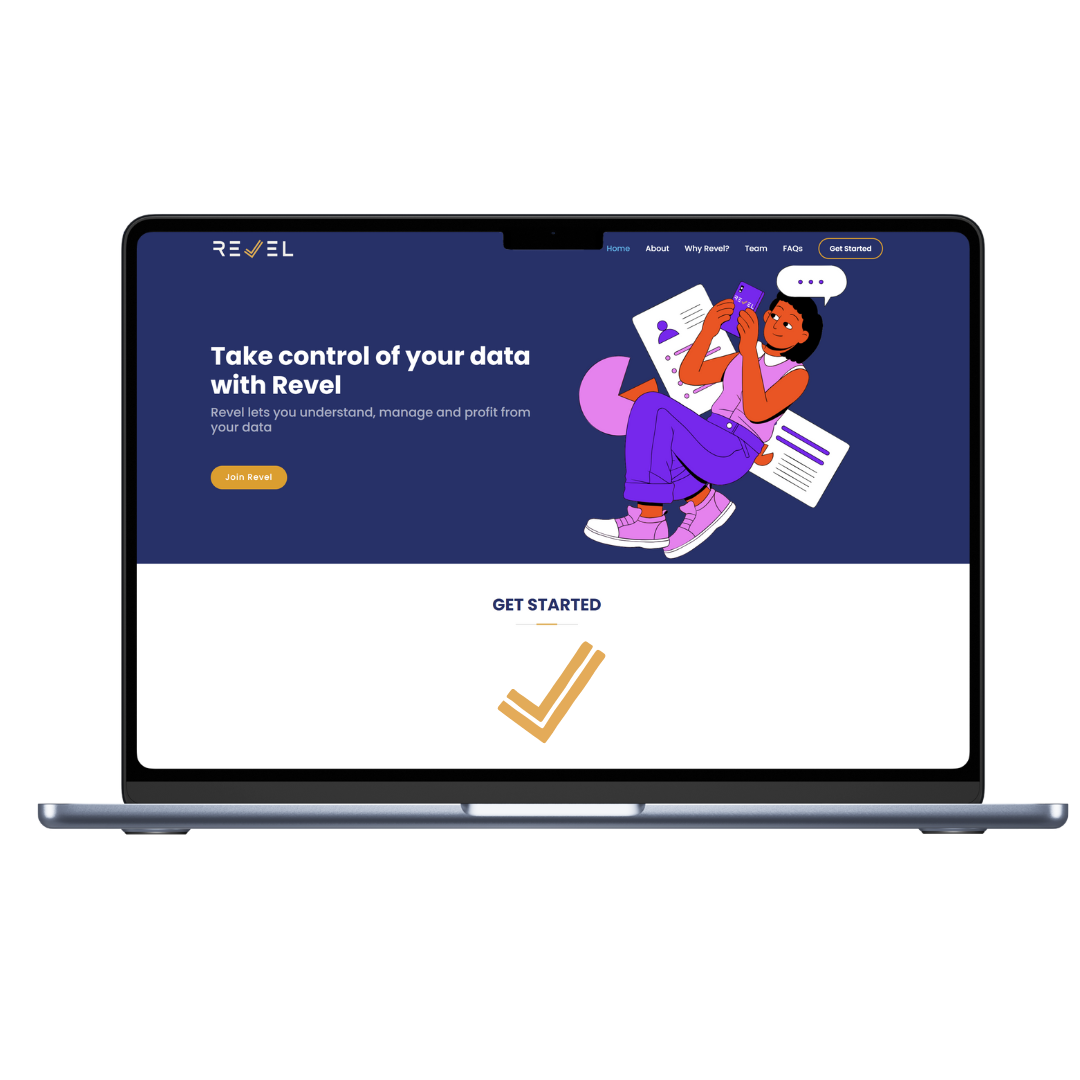 REVEL
Home About Why Revel? Team FAQs Get Started
REVEL
Take control of your data
with Revel
Revel lets you understand, manage and profit from
your data
Join Revel
GET STARTED